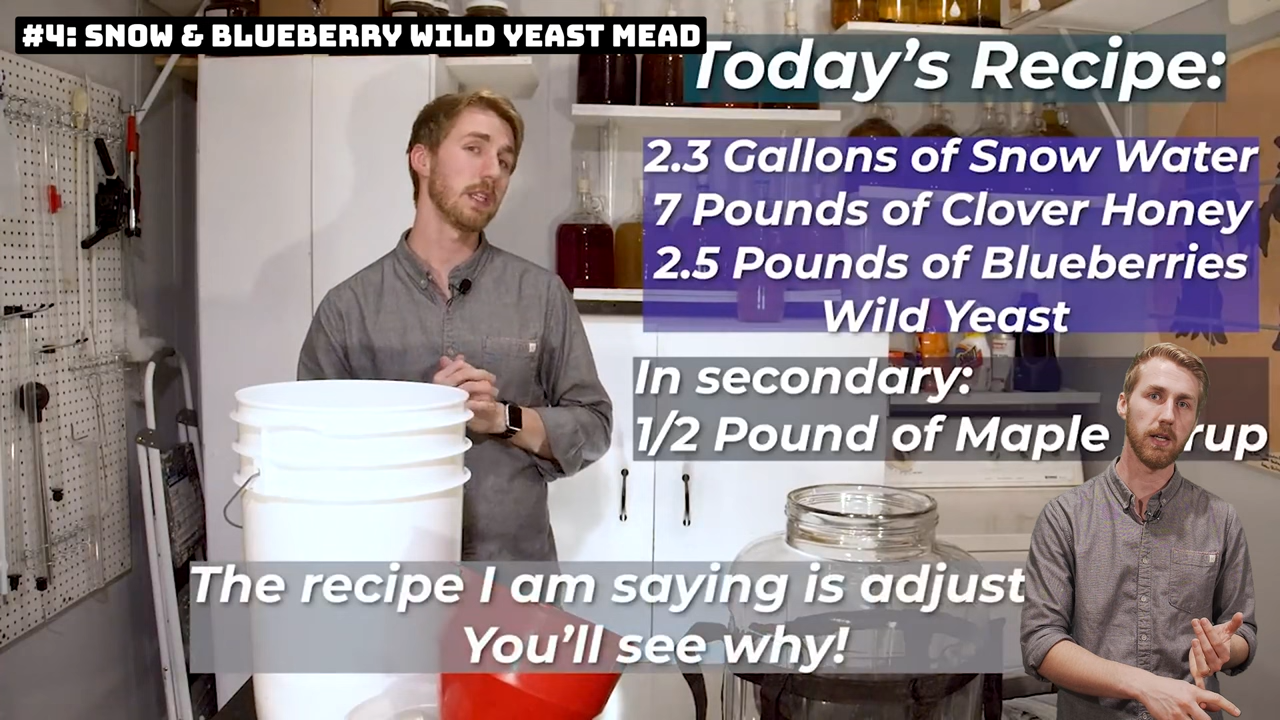 #4: SNOW & BLUEBERRY WILD YEAST MEAD
Today's Recipe:
2.3 Gallons of Snow Water
7 Pounds of Clover Honey
2.5 Pounds of Blueberries
Wild Yeast
In secondary:
1/2 Pound of Maple
The recipe I am saying is adjust
You'll see why!